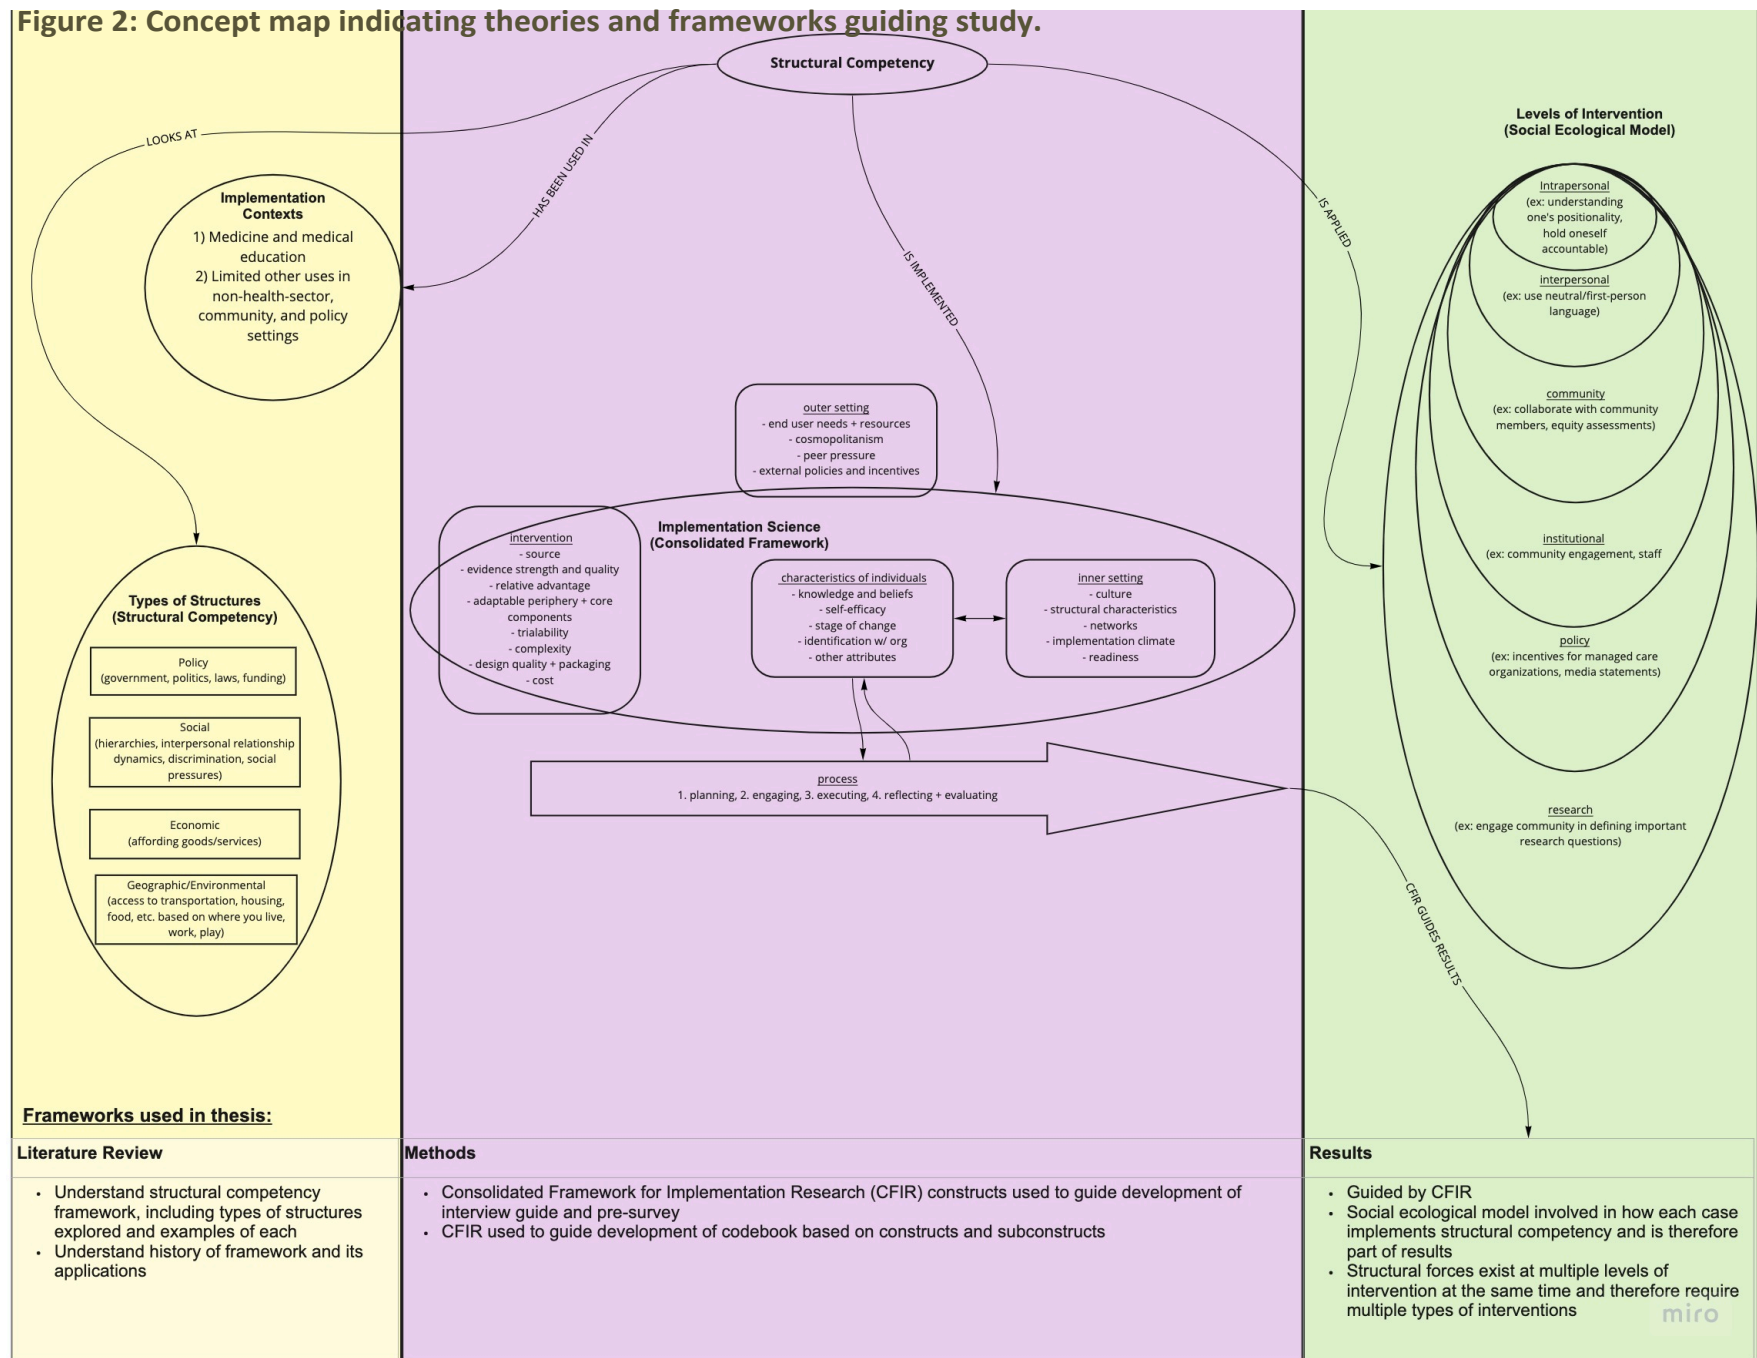 Figure 2: Concept map indicating theories and frameworks guiding study.
Structural Competency
LOOKS AT
HAS BEEN USED IN
IS IMPLEMENTED
IS APPLIED
Implementation
Contexts
1) Medicine and medical
education
2) Limited other uses in
non-health-sector,
community, and policy
settings
Types of Structures
(Structural Competency)
Policy
(government, politics, laws, funding)
Social
(hierarchies, interpersonal relationship
dynamics, discrimination, social
pressures)
Economic
(affording goods/services)
Geographic/Environmental
(access to transportation, housing,
food, etc. based on where you live,
work, play)
outer setting
- end user needs + resources
- cosmopolitanism
- peer pressure
- external policies and incentives
Implementation Science
(Consolidated Framework)
intervention
- source
- evidence strength and quality
- relative advantage
- adaptable periphery + core
components
- trialability
- complexity
- design quality + packaging
- cost
characteristics of individuals
- knowledge and beliefs
- self-efficacy
- stage of change
- identification w/ org
- other attributes
inner setting
- culture
- structural characteristics
- networks
- implementation climate
- readiness
process
1. planning, 2. engaging, 3. executing, 4. reflecting + evaluating
CFIR GUIDES RESULTS
Levels of Intervention
(Social Ecological Model)
Intrapersonal
(ex: understanding
one's positionality,
hold oneself
accountable)
interpersonal
(ex: use neutral/first-person
language)
community
(ex: collaborate with community
members, equity assessments)
institutional
(ex: community engagement, staff
policy
(ex: incentives for managed care
organizations, media statements)
research
(ex: engage community in defining important
research questions)
Frameworks used in thesis:
Literature Review
• Understand structural competency
framework, including types of structures
explored and examples of each
• Understand history of framework and its
applications
Methods
• Consolidated Framework for Implementation Research (CFIR) constructs used to guide development of
interview guide and pre-survey
• CFIR used to guide development of codebook based on constructs and subconstructs
Results
• Guided by CFIR
• Social ecological model involved in how each case
implements structural competency and is therefore
part of results
• Structural forces exist at multiple levels of
intervention at the same time and therefore require
multiple types of interventions
miro